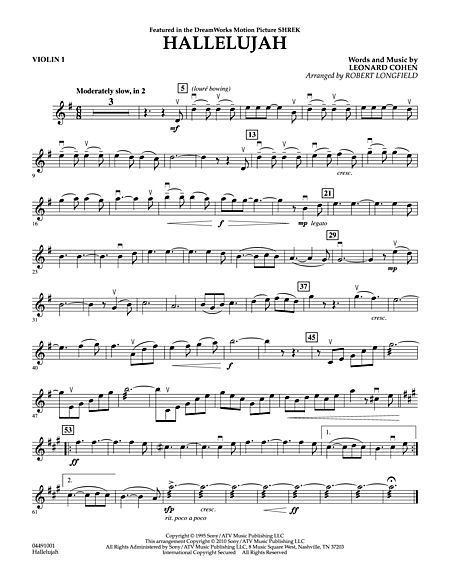 Featured in the DreamWorks Motion Picture SHREK
HALLELUJAH
VIOLIN I
Words and Music by
LEONARD COHEN
Arranged by ROBERT LONGFIELD
Moderately slow, in 2
5
(louré bowing)
6
8
3
mf
13
9
cresc.
21
16
f
mp legato
29
23
mp
37
31
cresc.
45
40
f
47
53
1.
55
ff
2.
61
rit. poco a poco
04491001
Hallelujah
Copyright © 1995 Sony / ATV Music Publishing LLC
This arrangement Copyright © 2010 Sony / ATV Music Publishing LLC
All Rights Administered by Sony / ATV Music Publishing LLC, 8 Music Square West, Nashville, TN 37203
International Copyright Secured All Rights Reserved